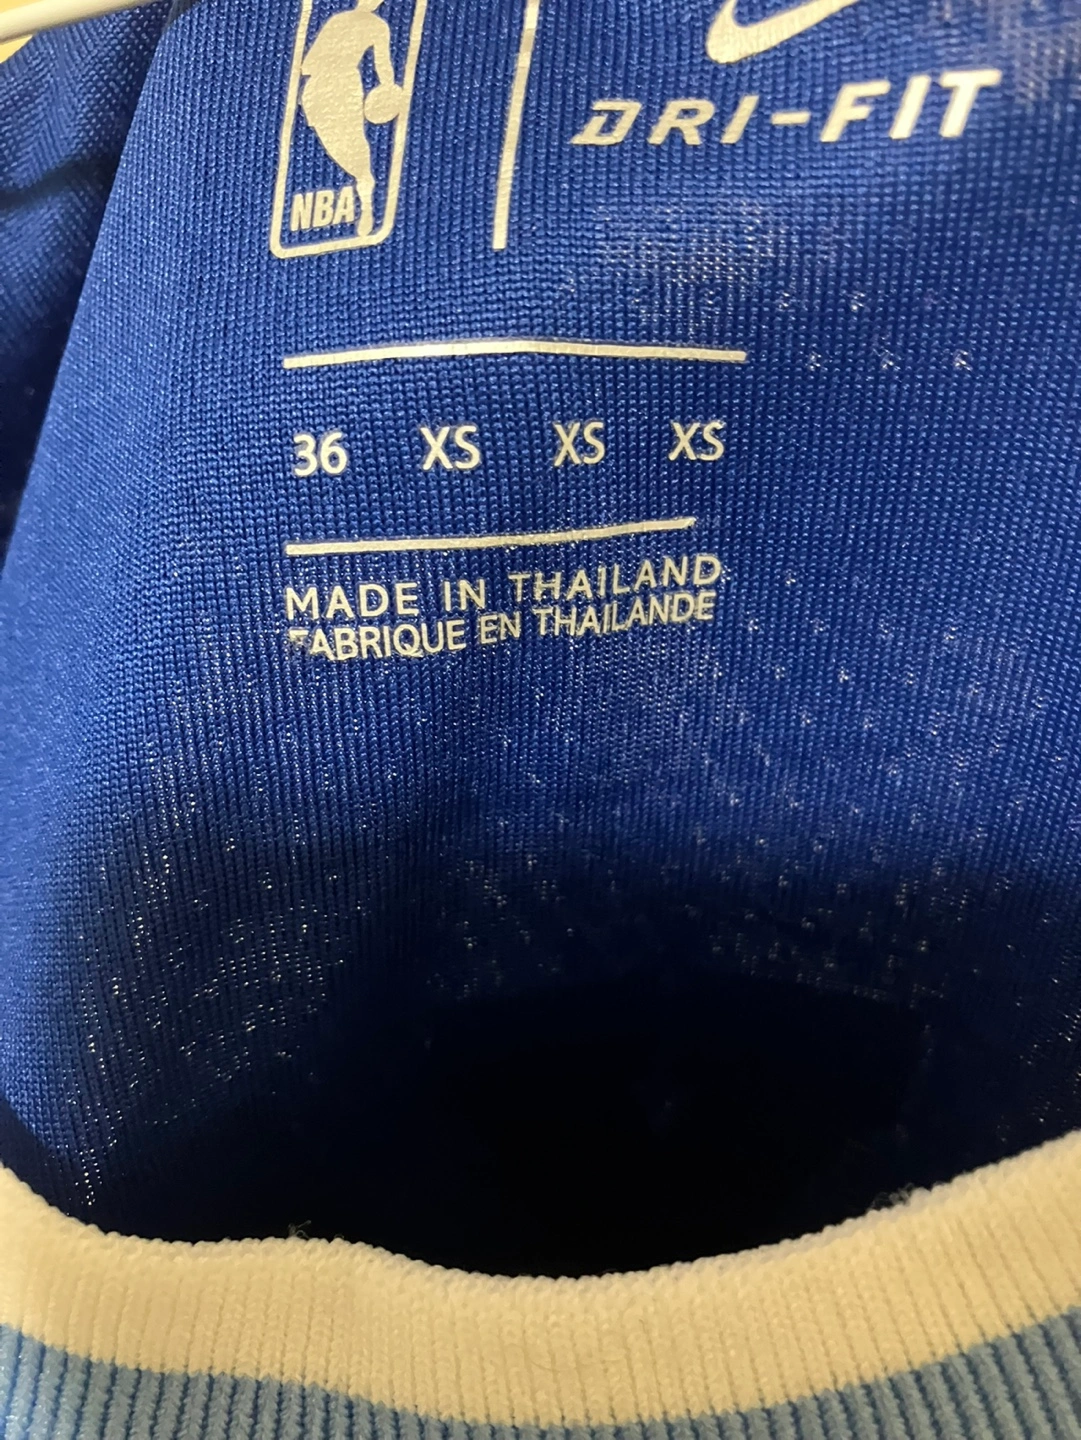 NBA
DRI-FIT
36 XS XS XS
MADE IN THAILAND
FABRIQUE EN THAILANDE